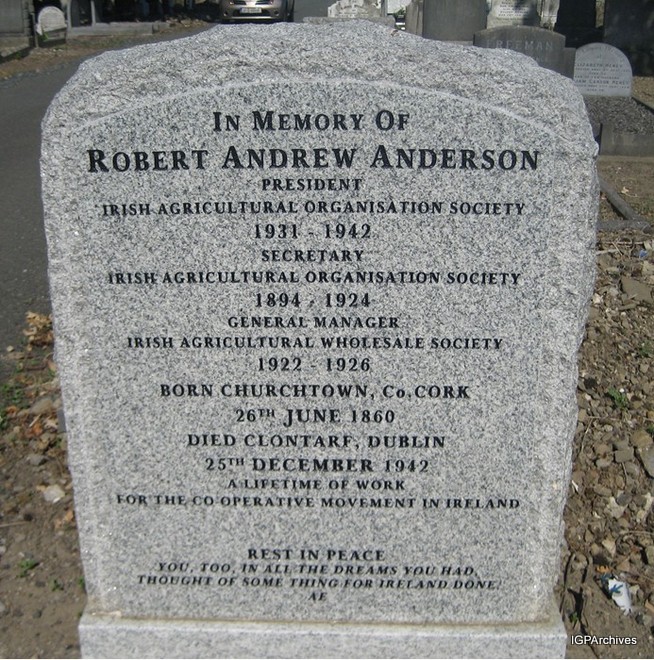 IN MEMORY OF
ROBERT ANDREW ANDERSON
PRESIDENT
IRISH AGRICULTURAL ORGANISATION SOCIETY
1931 - 1942
SECRETARY
IRISH AGRICULTURAL ORGANISATION SOCIETY
1894 - 1924
GENERAL MANAGER
IRISH AGRICULTURAL WHOLESALE SOCIETY
1922 - 1926
BORN CHURCHTOWN, Co. CORK
26TH JUNE 1860
DIED CLONTARF, DUBLIN
25TH DECEMBER 1942
A LIFETIME OF WORK
FOR THE CO-OPERATIVE MOVEMENT IN IRELAND
REST IN PEACE
YOU, TOO, IN ALL THE DREAMS YOU HAD,
THOUGHT OF SOME THING FOR IRELAND DONE.
AE
FREEMAN
IGPArchives